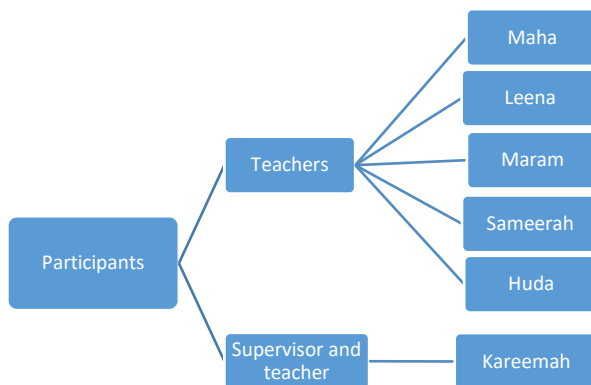 Participants
Teachers
Maha
Leena
Maram
Sameerah
Huda
Supervisor and
teacher
Kareemah